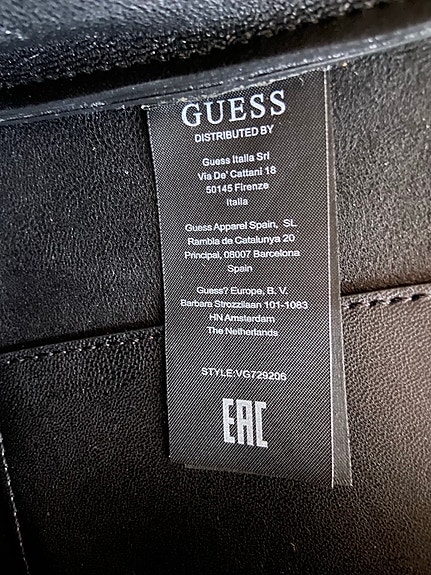 GUESS
DISTRIBUTED BY
Guess Italia Srl
Via De' Cattani 18
50145 Firenze
Italia
Guess Apparel Spain, SL
Rambla de Catalunya 20
Principal, 08007 Barcelona
Spain
Guess? Europe, B. V.
Barbara Strozzilaan 101-1083
HN Amsterdam
The Netherlands
STYLE:VG729206
EAC